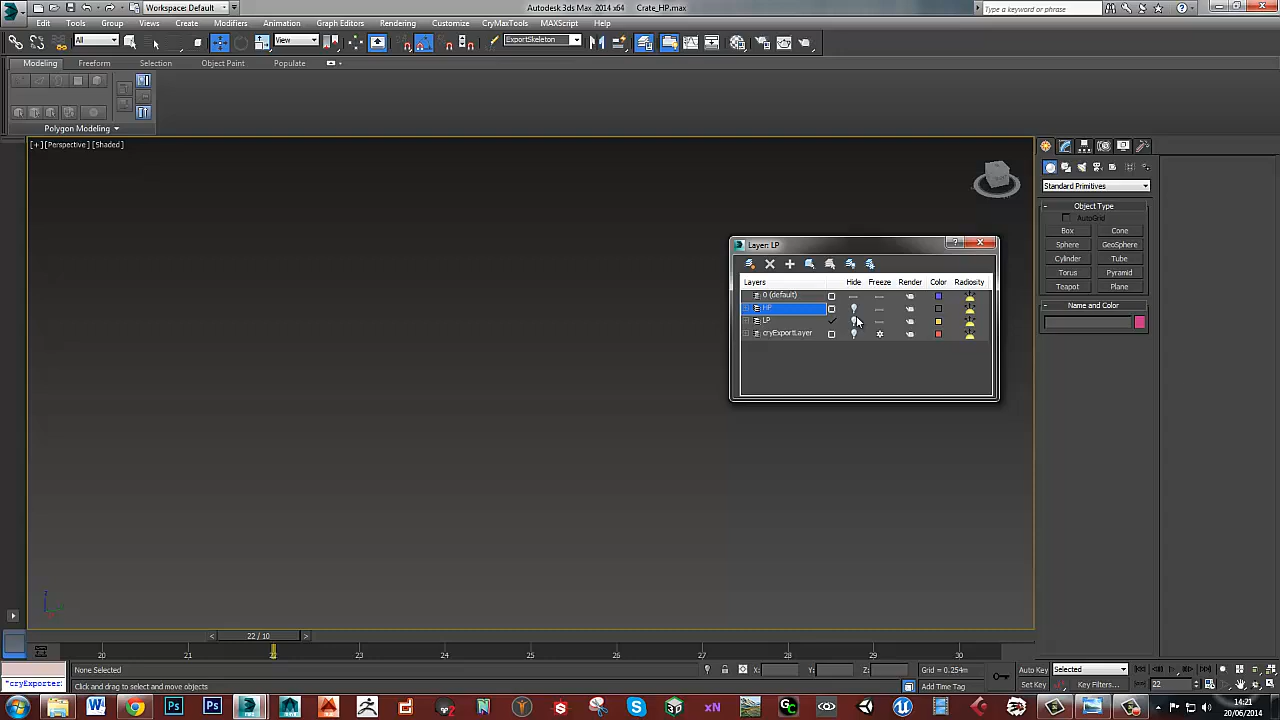 Workspace: Default
Autodesk 3ds Max 2014 x64 Crate_HP.max
Type a keyword or phrase
Edit Tools Group Views Create Modifiers Animation Graph Editors Rendering Customize CryMaxTools MAXScript Help
All
View
ExportSkeleton
Modeling Freeform Selection Object Paint Populate
Polygon Modeling
[+][Perspective][Shaded]
Standard Primitives
Object Type
AutoGrid
Box Cone
Sphere GeoSphere
Cylinder Tube
Torus Pyramid
Teapot Plane
Name and Color
Layer: LP
Layers Hide Freeze Render Color Radiosity
0 (default)
HP
LP
cryExportLayer
22 / 10
21 22 23 24 25 26 27 28 29 30
None Selected
X: Y: Z: Grid = 0.254m
Auto Key Selected
"cryExporte:
Click and drag to select and move objects
Add Time Tag
Set Key Key Filters...
22
14:21
20/06/2014